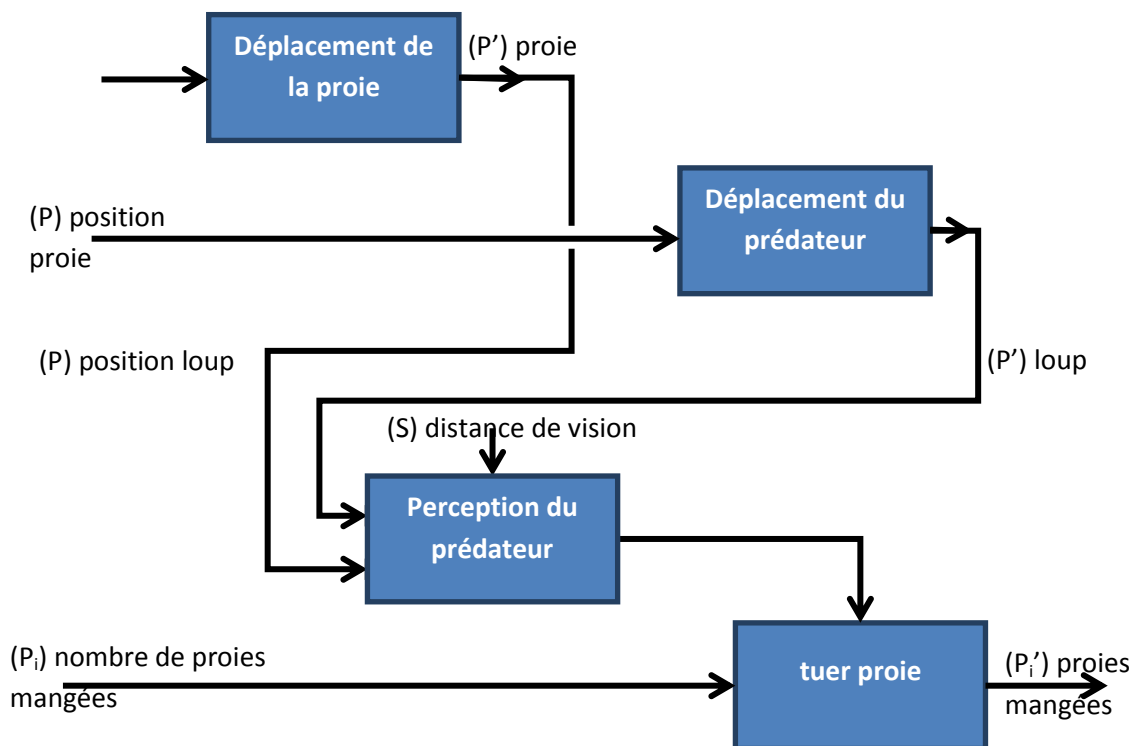 Déplacement de
la proie
(P’) proie
(P) position
proie
Déplacement du
prédateur
(P) position loup
(P’) loup
(S) distance de vision
Perception du
prédateur
(Pᵢ) nombre de proies
mangées
tuer proie
(Pᵢ’) proies
mangées